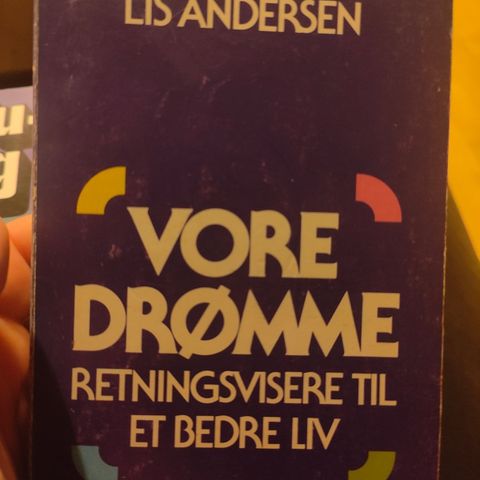 LIS ANDERSEN
VORE
DRØMME
RETNINGSVISERE TIL
ET BEDRE LIV